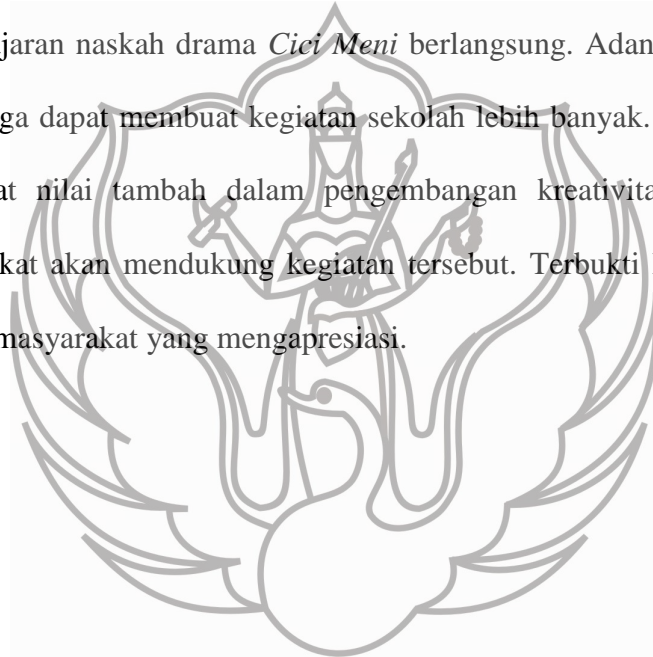 jaran naskah drama Cici Meni berlangsung. Adan
ga dapat membuat kegiatan sekolah lebih banyak.
at nilai tambah dalam pengembangan kreativita
kat akan mendukung kegiatan tersebut. Terbukti
masyarakat yang mengapresiasi.